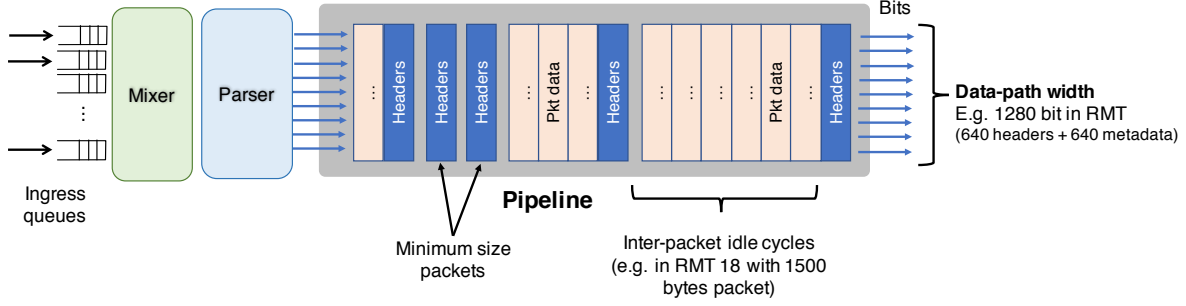 Bits
Mixer
Parser
...
Headers
Headers
Headers
...
Pkt data
...
Headers
...
...
...
...
Pkt data
...
Headers
...
Data-path width
E.g. 1280 bit in RMT
(640 headers + 640 metadata)
Ingress
queues
Pipeline
Minimum size
packets
Inter-packet idle cycles
(e.g. in RMT 18 with 1500
bytes packet)